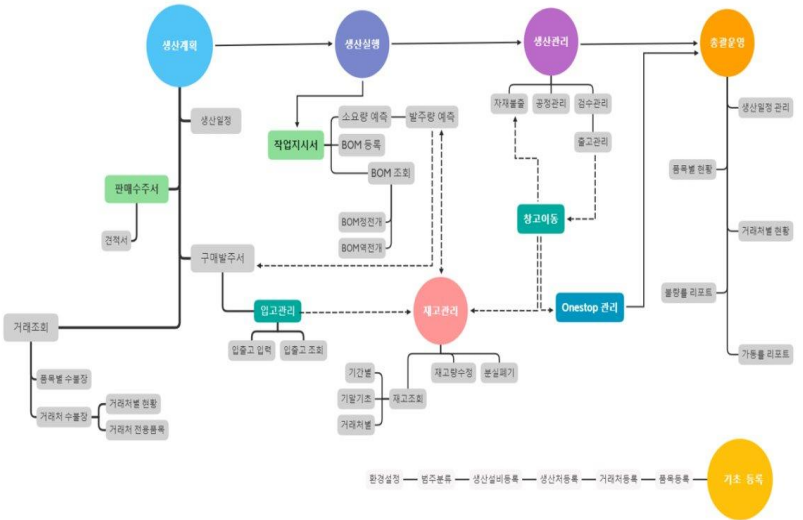 생산계획
생산실행
생산관리
총괄운영
생산일정
판매수주서
견적서
구매발주서
거래조회
품목별 수불장
거래처 수불장
거래처별 현황
거래처 전용품목
입고관리
입출고 입력
입출고 조회
작업지시서
소요량 예측
발주량 예측
BOM 등록
BOM 조회
BOM정전개
BOM역전개
재고관리
기간별
기말기초
거래처별
재고조회
재고량수정
분실폐기
자재불출
공정관리
검수관리
출고관리
창고이동
Onestop 관리
생산일정 관리
품목별 현황
거래처별 현황
불량률 리포트
가동률 리포트
환경설정
범주분류
생산설비등록
생산처등록
거래처등록
품목등록
기초 등록